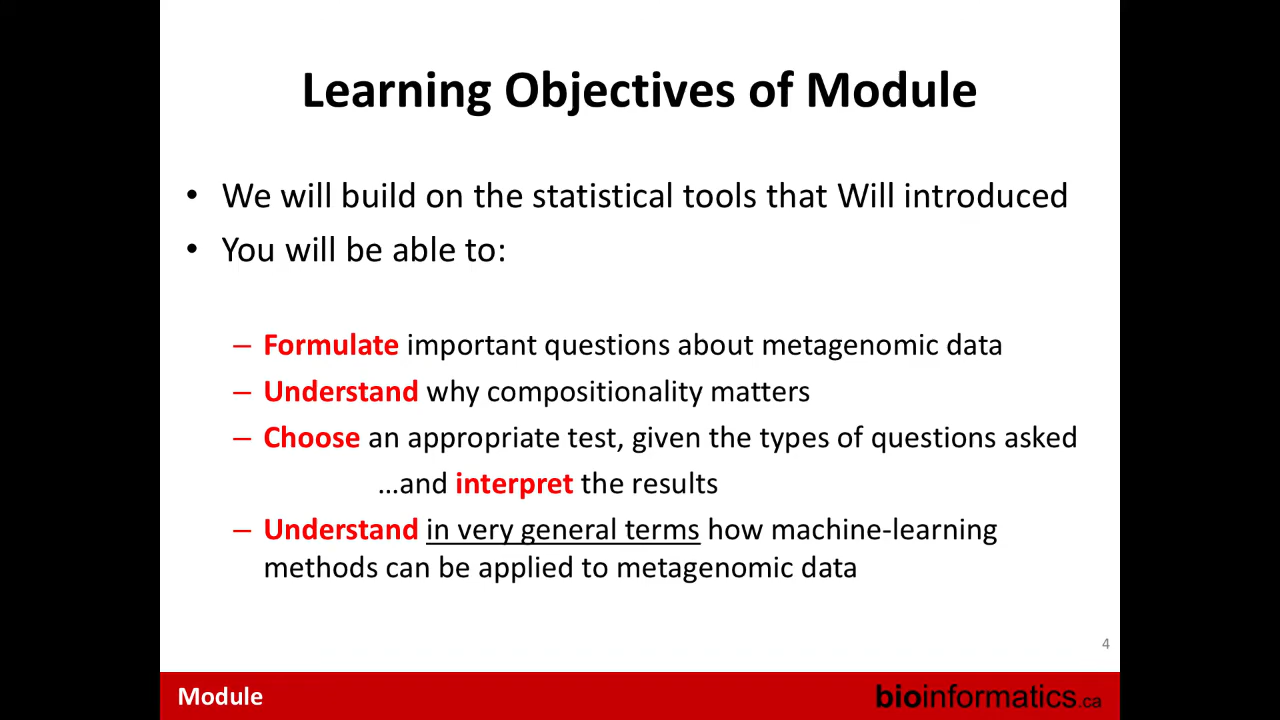 Learning Objectives of Module
• We will build on the statistical tools that Will introduced
• You will be able to:
– Formulate important questions about metagenomic data
– Understand why compositionality matters
– Choose an appropriate test, given the types of questions asked
…and interpret the results
– Understand in very general terms how machine-learning
methods can be applied to metagenomic data
4
Module
bioinformatics.ca